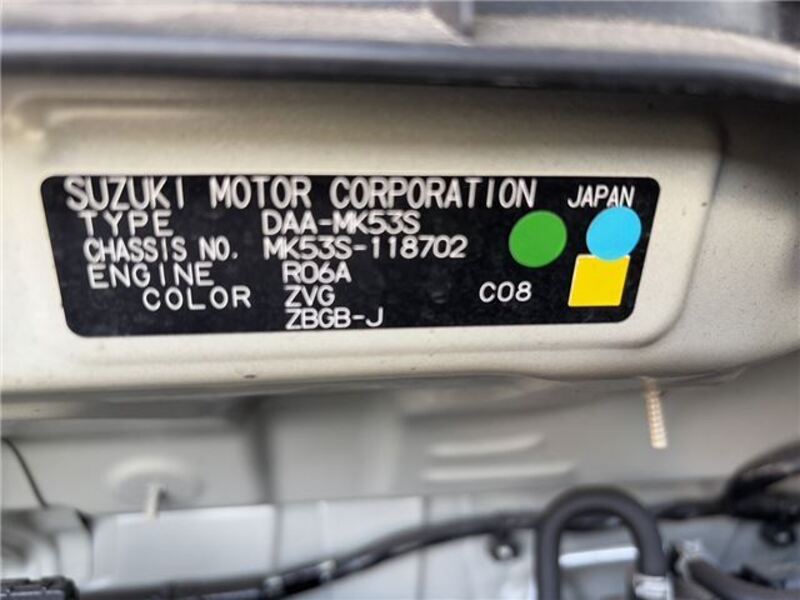 SUZUKI MOTOR CORPORATION JAPAN
TYPE DAA-MK53S
CHASSIS NO. MK53S-118702
ENGINE R06A
COLOR ZVG C08
ZBGB-J